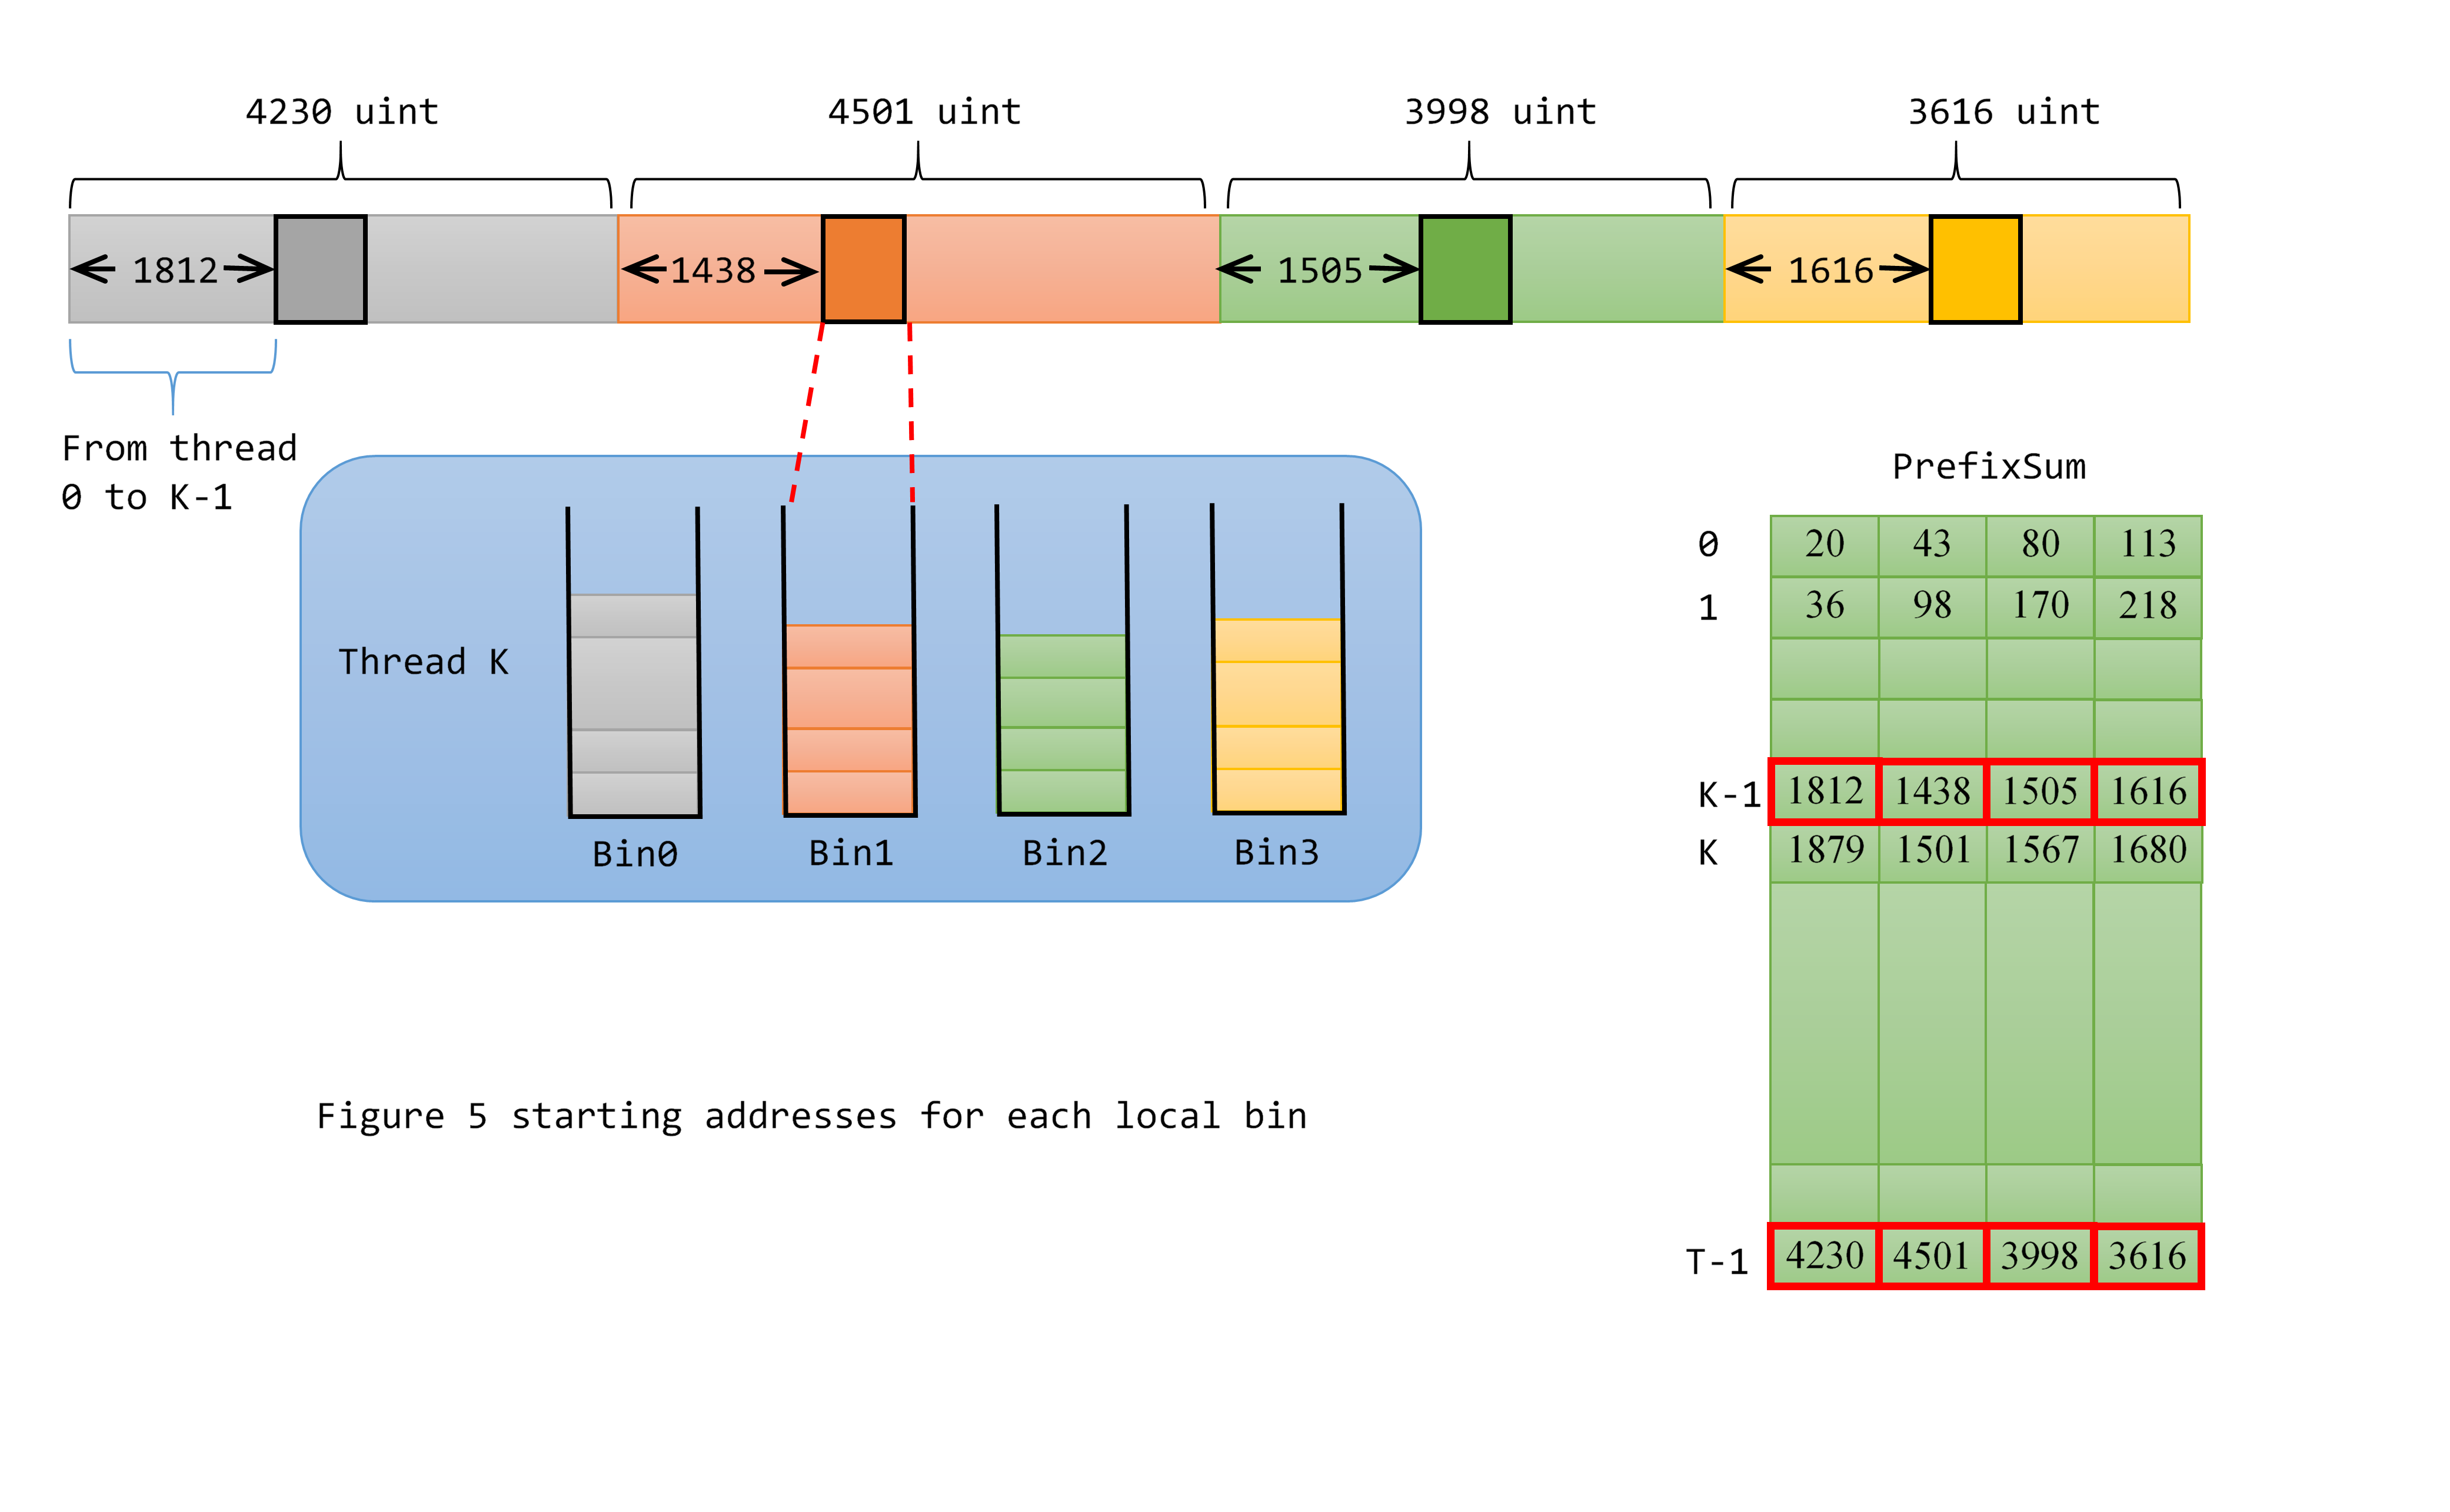 4230 uint
4501 uint
3998 uint
3616 uint
1812
1438
1505
1616
From thread
0 to K-1
Thread K
Bin0
Bin1
Bin2
Bin3
PrefixSum
0 20 43 80 113
1 36 98 170 218
K-1 1812 1438 1505 1616
K 1879 1501 1567 1680
T-1 4230 4501 3998 3616
Figure 5 starting addresses for each local bin